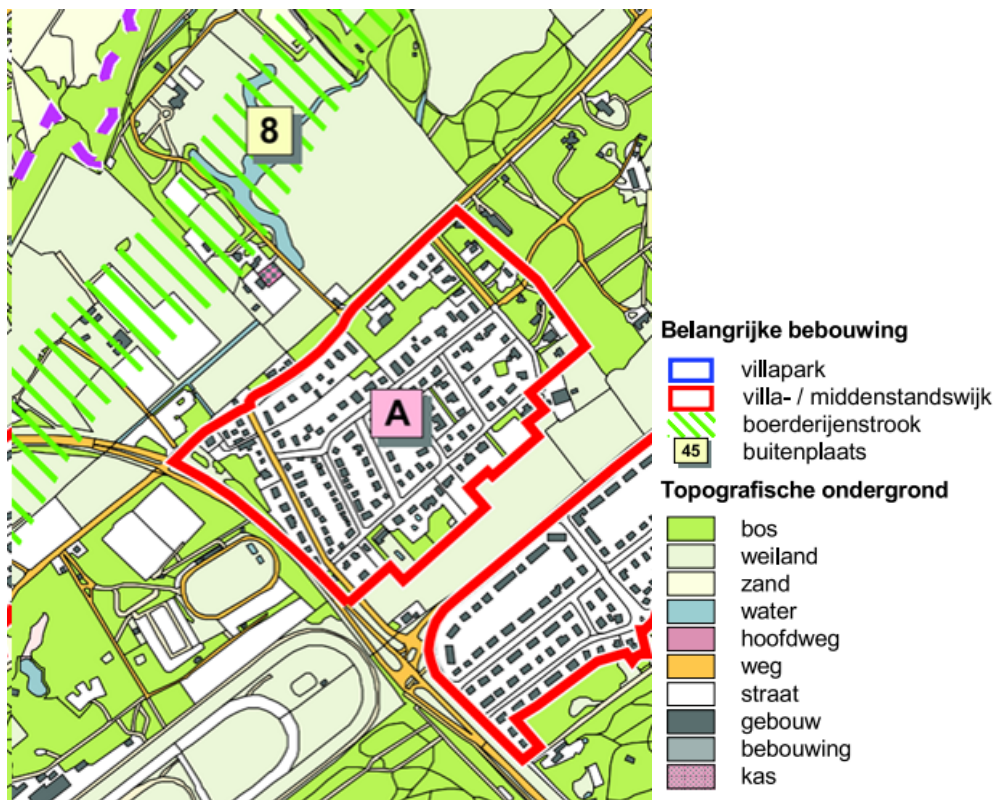 8
A
Belangrijke bebouwing
villapark
villa- / middenstandswijk
boerderijenstrook
45 buitenplaats
Topografische ondergrond
bos
weiland
zand
water
hoofdweg
weg
straat
gebouw
bebouwing
kas